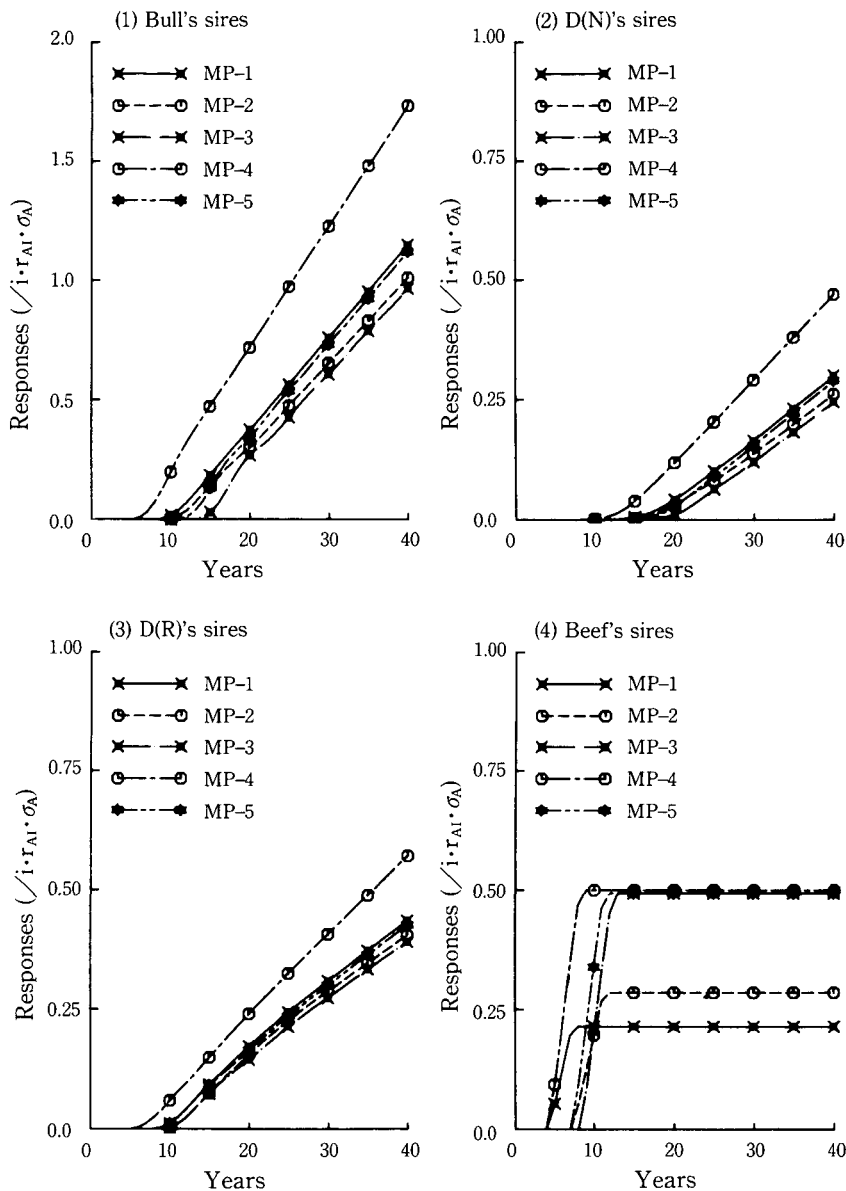 (1) Bull's sires
2.0
1.5
1.0
0.5
0.0
MP-1
MP-2
MP-3
MP-4
MP-5
Responses (/i·r_AI·σ_A)
0 10 20 30 40
Years
(2) D(N)'s sires
1.00
0.75
0.50
0.25
0.0
MP-1
MP-2
MP-3
MP-4
MP-5
Responses (/i·r_AI·σ_A)
0 10 20 30 40
Years
(3) D(R)'s sires
1.00
0.75
0.50
0.25
0.0
MP-1
MP-2
MP-3
MP-4
MP-5
Responses (/i·r_AI·σ_A)
0 10 20 30 40
Years
(4) Beef's sires
1.00
0.75
0.50
0.25
0.0
MP-1
MP-2
MP-3
MP-4
MP-5
Responses (/i·r_AI·σ_A)
0 10 20 30 40
Years